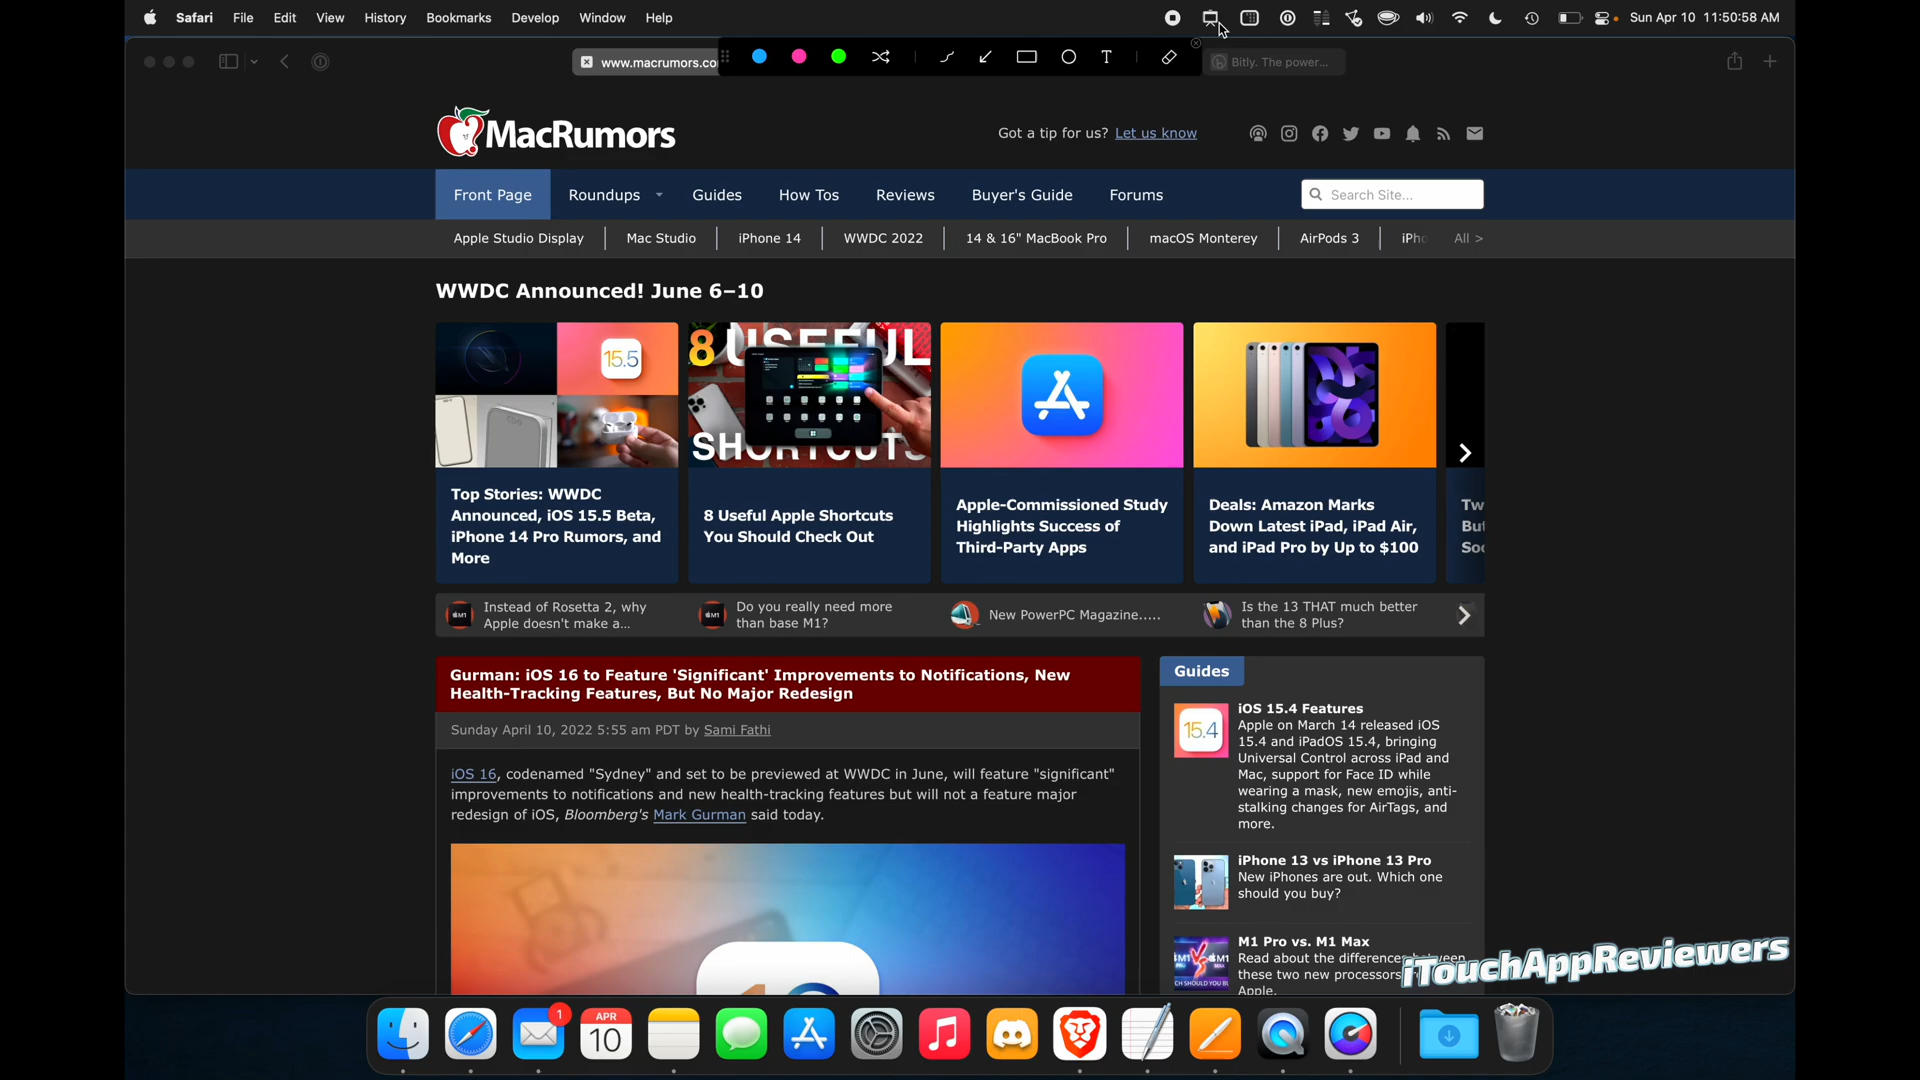 Safari File Edit View History Bookmarks Develop Window Help
Sun Apr 10 11:50:58 AM
www.macrumors.co
T
Bitly. The power...
MacRumors
Got a tip for us? Let us know
Front Page Roundups Guides How Tos Reviews Buyer's Guide Forums
Search Site...
Apple Studio Display Mac Studio iPhone 14 WWDC 2022 14 & 16" MacBook Pro macOS Monterey AirPods 3 iPho All >
WWDC Announced! June 6–10
15.5
8 USEFUL
SHORTCUTS
Top Stories: WWDC
Announced, iOS 15.5 Beta,
iPhone 14 Pro Rumors, and
More
8 Useful Apple Shortcuts
You Should Check Out
Apple-Commissioned Study
Highlights Success of
Third-Party Apps
Deals: Amazon Marks
Down Latest iPad, iPad Air,
and iPad Pro by Up to $100
Tw
But
Soc
M1
Instead of Rosetta 2, why
Apple doesn't make a...
M1
Do you really need more
than base M1?
New PowerPC Magazine.....
Is the 13 THAT much better
than the 8 Plus?
Gurman: iOS 16 to Feature 'Significant' Improvements to Notifications, New
Health-Tracking Features, But No Major Redesign
Sunday April 10, 2022 5:55 am PDT by Sami Fathi
iOS 16, codenamed "Sydney" and set to be previewed at WWDC in June, will feature "significant"
improvements to notifications and new health-tracking features but will not a feature major
redesign of iOS, Bloomberg's Mark Gurman said today.
Guides
15.4
iOS 15.4 Features
Apple on March 14 released iOS
15.4 and iPadOS 15.4, bringing
Universal Control across iPad and
Mac, support for Face ID while
wearing a mask, new emojis, anti-
stalking changes for AirTags, and
more.
iPhone 13 vs iPhone 13 Pro
New iPhones are out. Which one
should you buy?
M1 Pro vs. M1 Max
Read about the differences between
these two new processors
Apple.
iTouchAppReviewers
1
APR
10